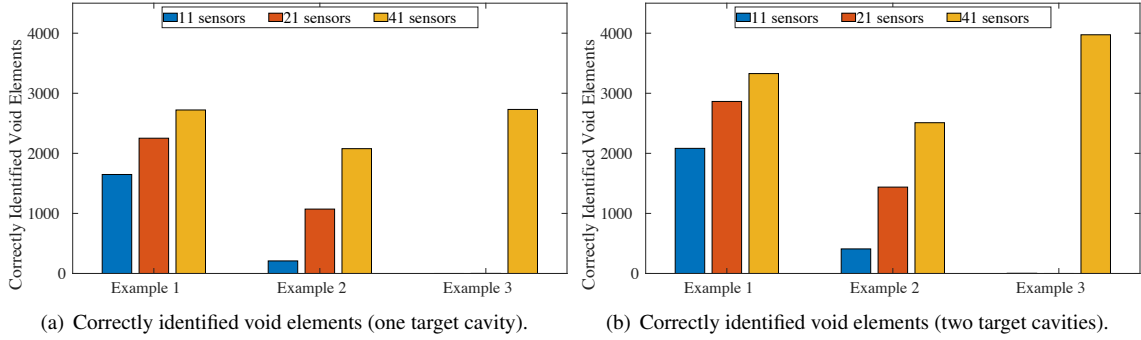 11 sensors 21 sensors 41 sensors
Correctly Identified Void Elements
4000
3000
2000
1000
0
Example 1 Example 2 Example 3
(a) Correctly identified void elements (one target cavity).
11 sensors 21 sensors 41 sensors
Correctly Identified Void Elements
4000
3000
2000
1000
0
Example 1 Example 2 Example 3
(b) Correctly identified void elements (two target cavities).